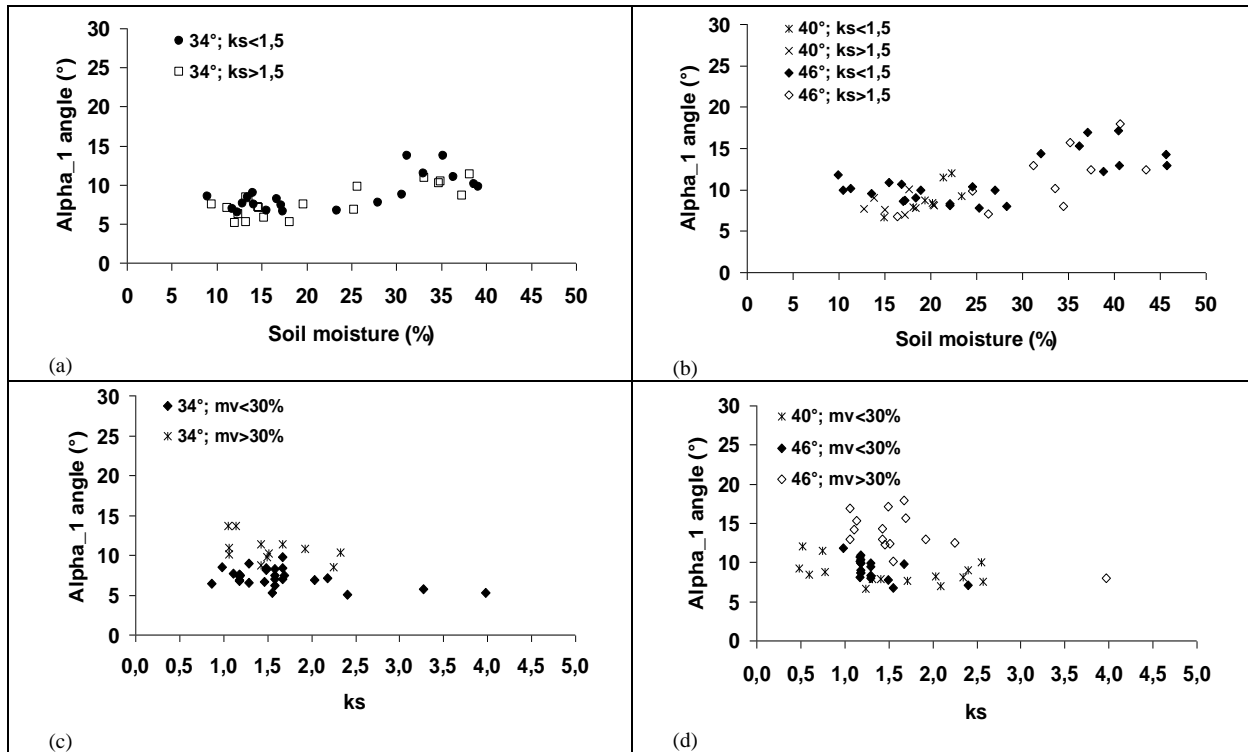 30
25
20
15
10
5
0
Alpha_1 angle (°)
34°; ks<1,5
34°; ks>1,5
0 5 10 15 20 25 30 35 40 45 50
Soil moisture (%)
(a)
30
25
20
15
10
5
0
Alpha_1 angle (°)
40°; ks<1,5
40°; ks>1,5
46°; ks<1,5
46°; ks>1,5
0 5 10 15 20 25 30 35 40 45 50
Soil moisture (%)
(b)
30
25
20
15
10
5
0
Alpha_1 angle (°)
34°; mv<30%
34°; mv>30%
0,0 0,5 1,0 1,5 2,0 2,5 3,0 3,5 4,0 4,5 5,0
ks
(c)
30
25
20
15
10
5
0
Alpha_1 angle (°)
40°; mv<30%
46°; mv<30%
46°; mv>30%
0,0 0,5 1,0 1,5 2,0 2,5 3,0 3,5 4,0 4,5 5,0
ks
(d)